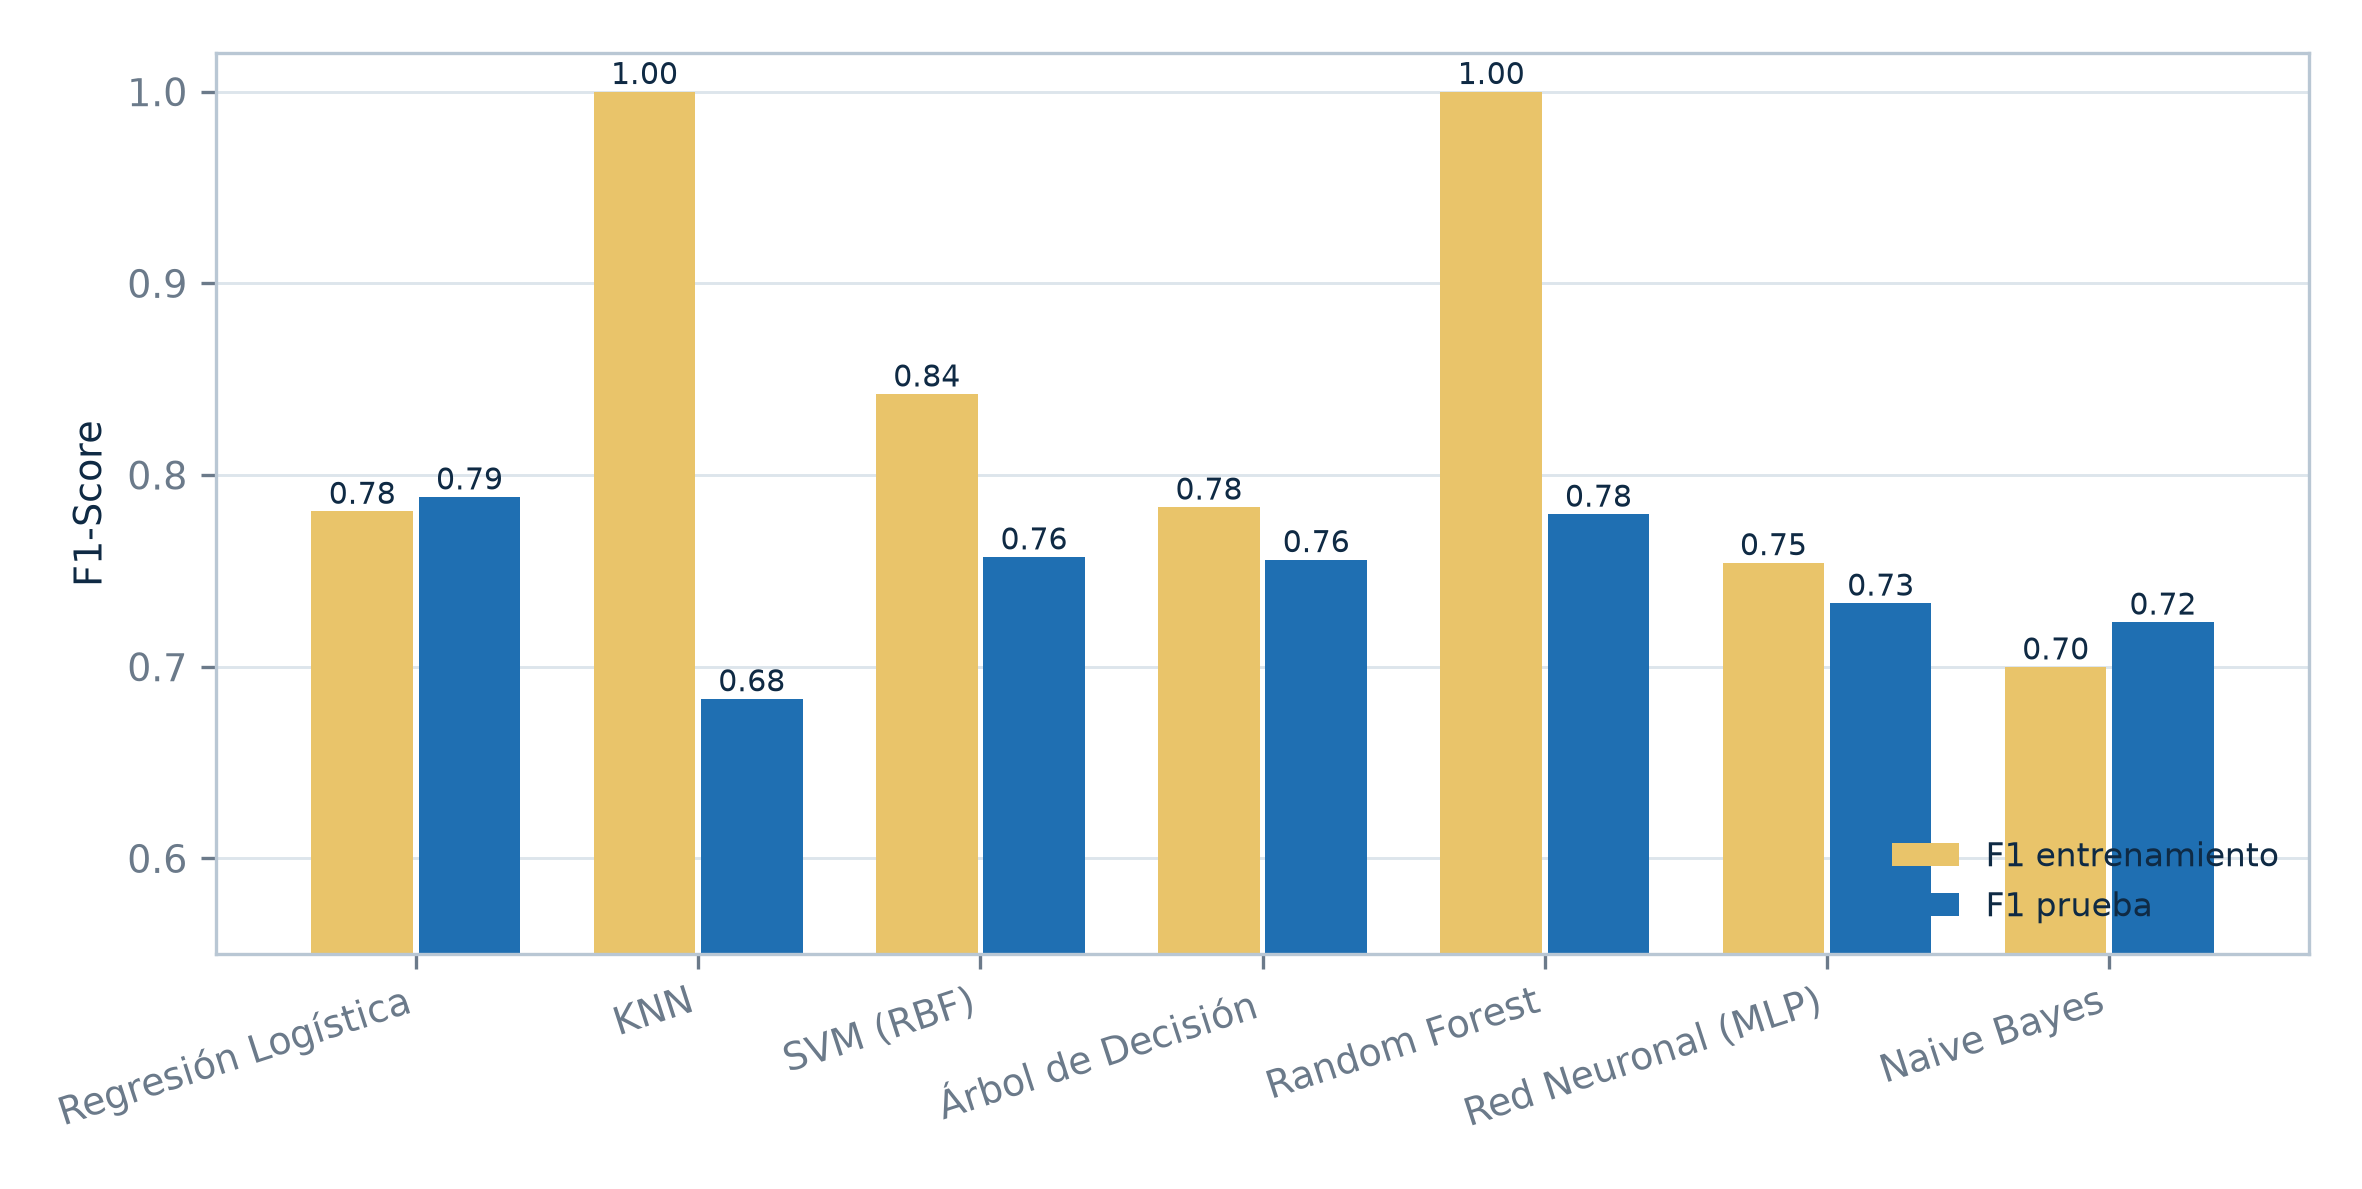 F1-Score
1.0
0.9
0.8
0.7
0.6
1.00
1.00
0.84
0.78
0.79
0.76
0.78
0.76
0.78
0.75
0.73
0.68
0.70
0.72
F1 entrenamiento
F1 prueba
Regresión Logística
KNN
SVM (RBF)
Árbol de Decisión
Random Forest
Red Neuronal (MLP)
Naive Bayes